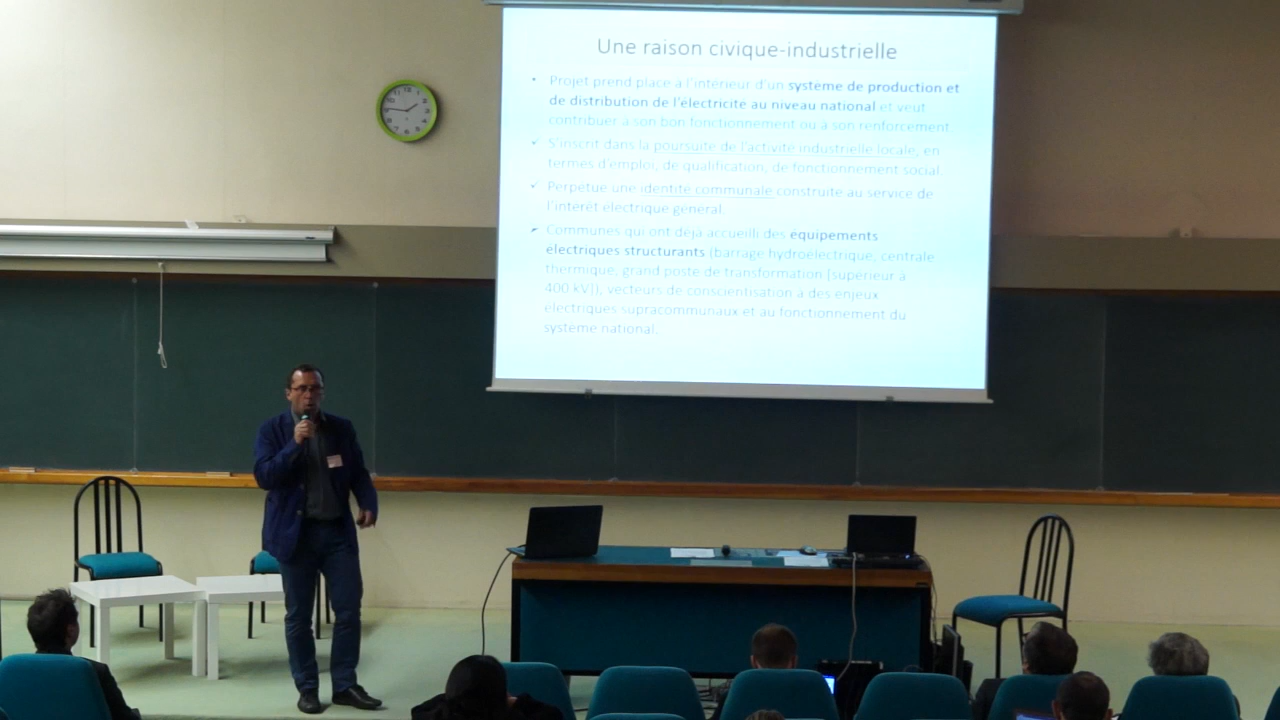 Une raison civique-industrielle
• Projet prend place à l'intérieur d'un système de production et
de distribution de l'électricité au niveau national et veut
contribuer à son bon fonctionnement ou à son renforcement
✓ S'inscrit dans la poursuite de l'activité industrielle locale, en
termes d'emploi, de qualification, de fonctionnement social.
✓ Perpétue une identité communale construite au service de
l'intérêt électrique général.
Communes qui ont déjà accueilli des équipements
électriques structurants (barrage hydroélectrique, centrale
thermique, grand poste de transformation [supérieur à
400 kV]), vecteurs de conscientisation à des enjeux
électriques supracommunaux et au fonctionnement du
système national.